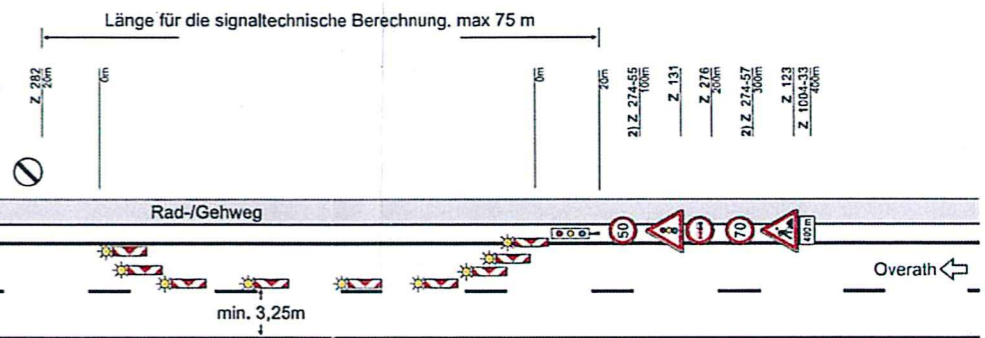 Länge für die signaltechnische Berechnung. max 75 m
Z 282
20m
0m
0m
20m
2) Z 274-55
100m
Z 131
Z 276
200m
2) Z 274-57
300m
Z 123
Z 1004-33
400m
Rad-/Gehweg
50
70
400m
Overath
min. 3,25m